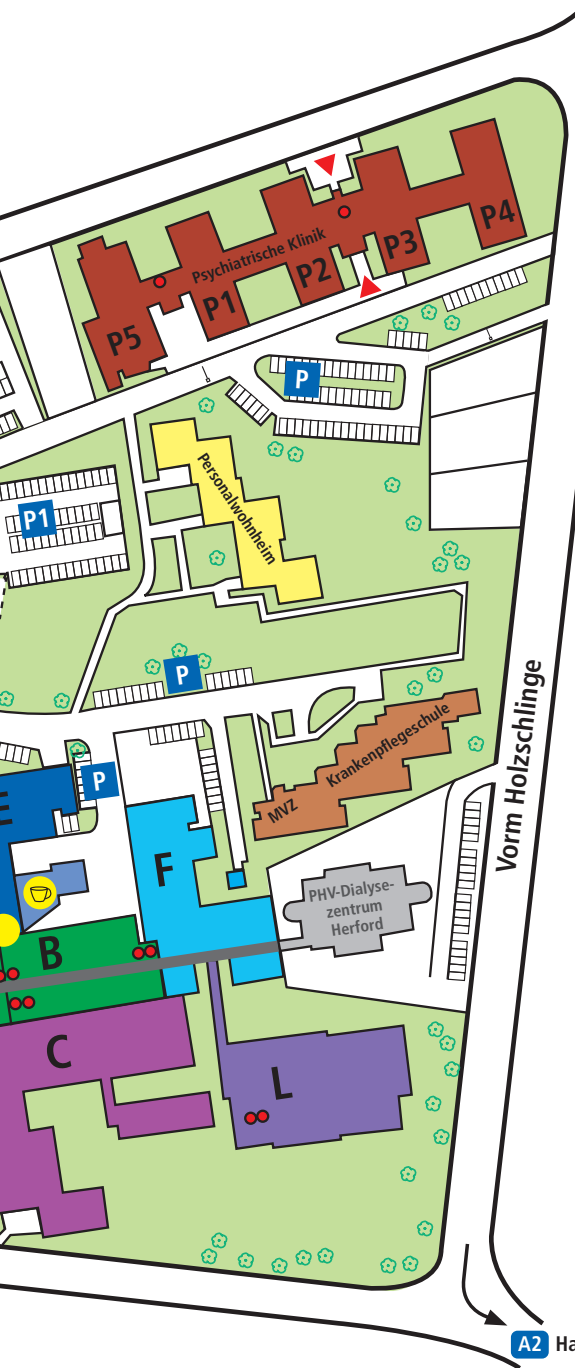 P4
P3
Psychiatrische Klinik
P2
P1
P5
P
Personalwohnheim
P1
P
Vorm Holzschlinge
Krankenpflegeschule
MVZ
P
E
F
PHV-Dialyse-
zentrum
Herford
B
C
L
A2 Ha